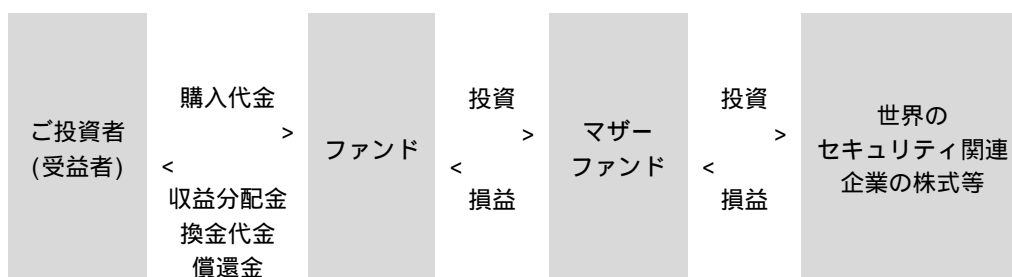 ご投資者
(受益者)
購入代金
>
<
収益分配金
換金代金
償還金
ファンド
投資
>
<
損益
マザー
ファンド
投資
>
<
損益
世界の
セキュリティ関連
企業の株式等